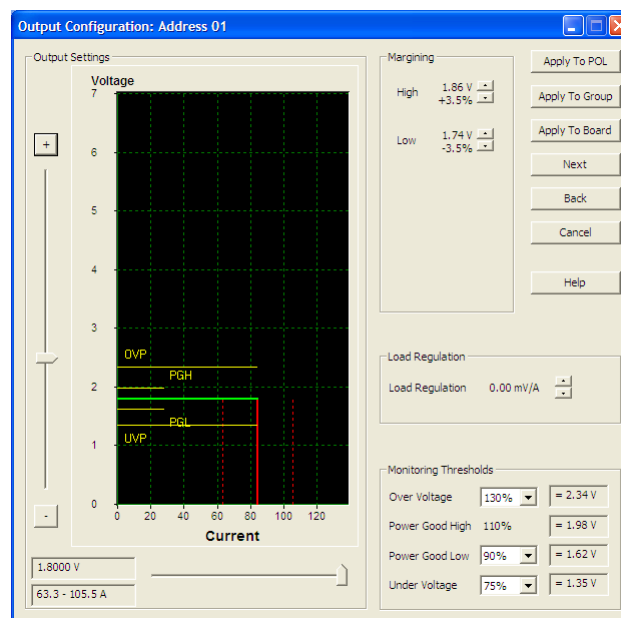 Output Configuration: Address 01
Output Settings
Voltage
7
6
5
4
3
2
1
0
OVP
PGH
PGL
UVP
0 20 40 60 80 100 120
Current
+
-
1.8000 V
63.3 - 105.5 A
Margining
High 1.86 V
+3.5%
Low 1.74 V
-3.5%
Apply To POL
Apply To Group
Apply To Board
Next
Back
Cancel
Help
Load Regulation
Load Regulation 0.00 mV/A
Monitoring Thresholds
Over Voltage 130% = 2.34 V
Power Good High 110% = 1.98 V
Power Good Low 90% = 1.62 V
Under Voltage 75% = 1.35 V